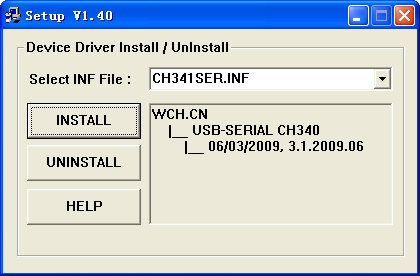 Setup V1.40
Device Driver Install / UnInstall
Select INF File :
CH341SER.INF
INSTALL
UNINSTALL
HELP
WCH.CN
|__ USB-SERIAL CH340
|__ 06/03/2009, 3.1.2009.06